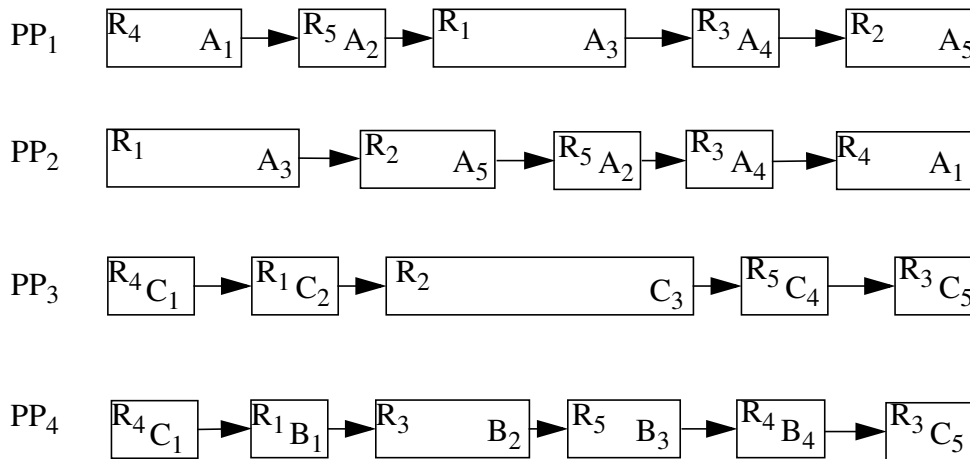 PP₁ R₄ A₁ R₅ A₂ R₁ A₃ R₃ A₄ R₂ A₅
PP₂ R₁ A₃ R₂ A₅ R₅ A₂ R₃ A₄ R₄ A₁
PP₃ R₄ C₁ R₁ C₂ R₂ C₃ R₅ C₄ R₃ C₅
PP₄ R₄ C₁ R₁ B₁ R₃ B₂ R₅ B₃ R₄ B₄ R₃ C₅